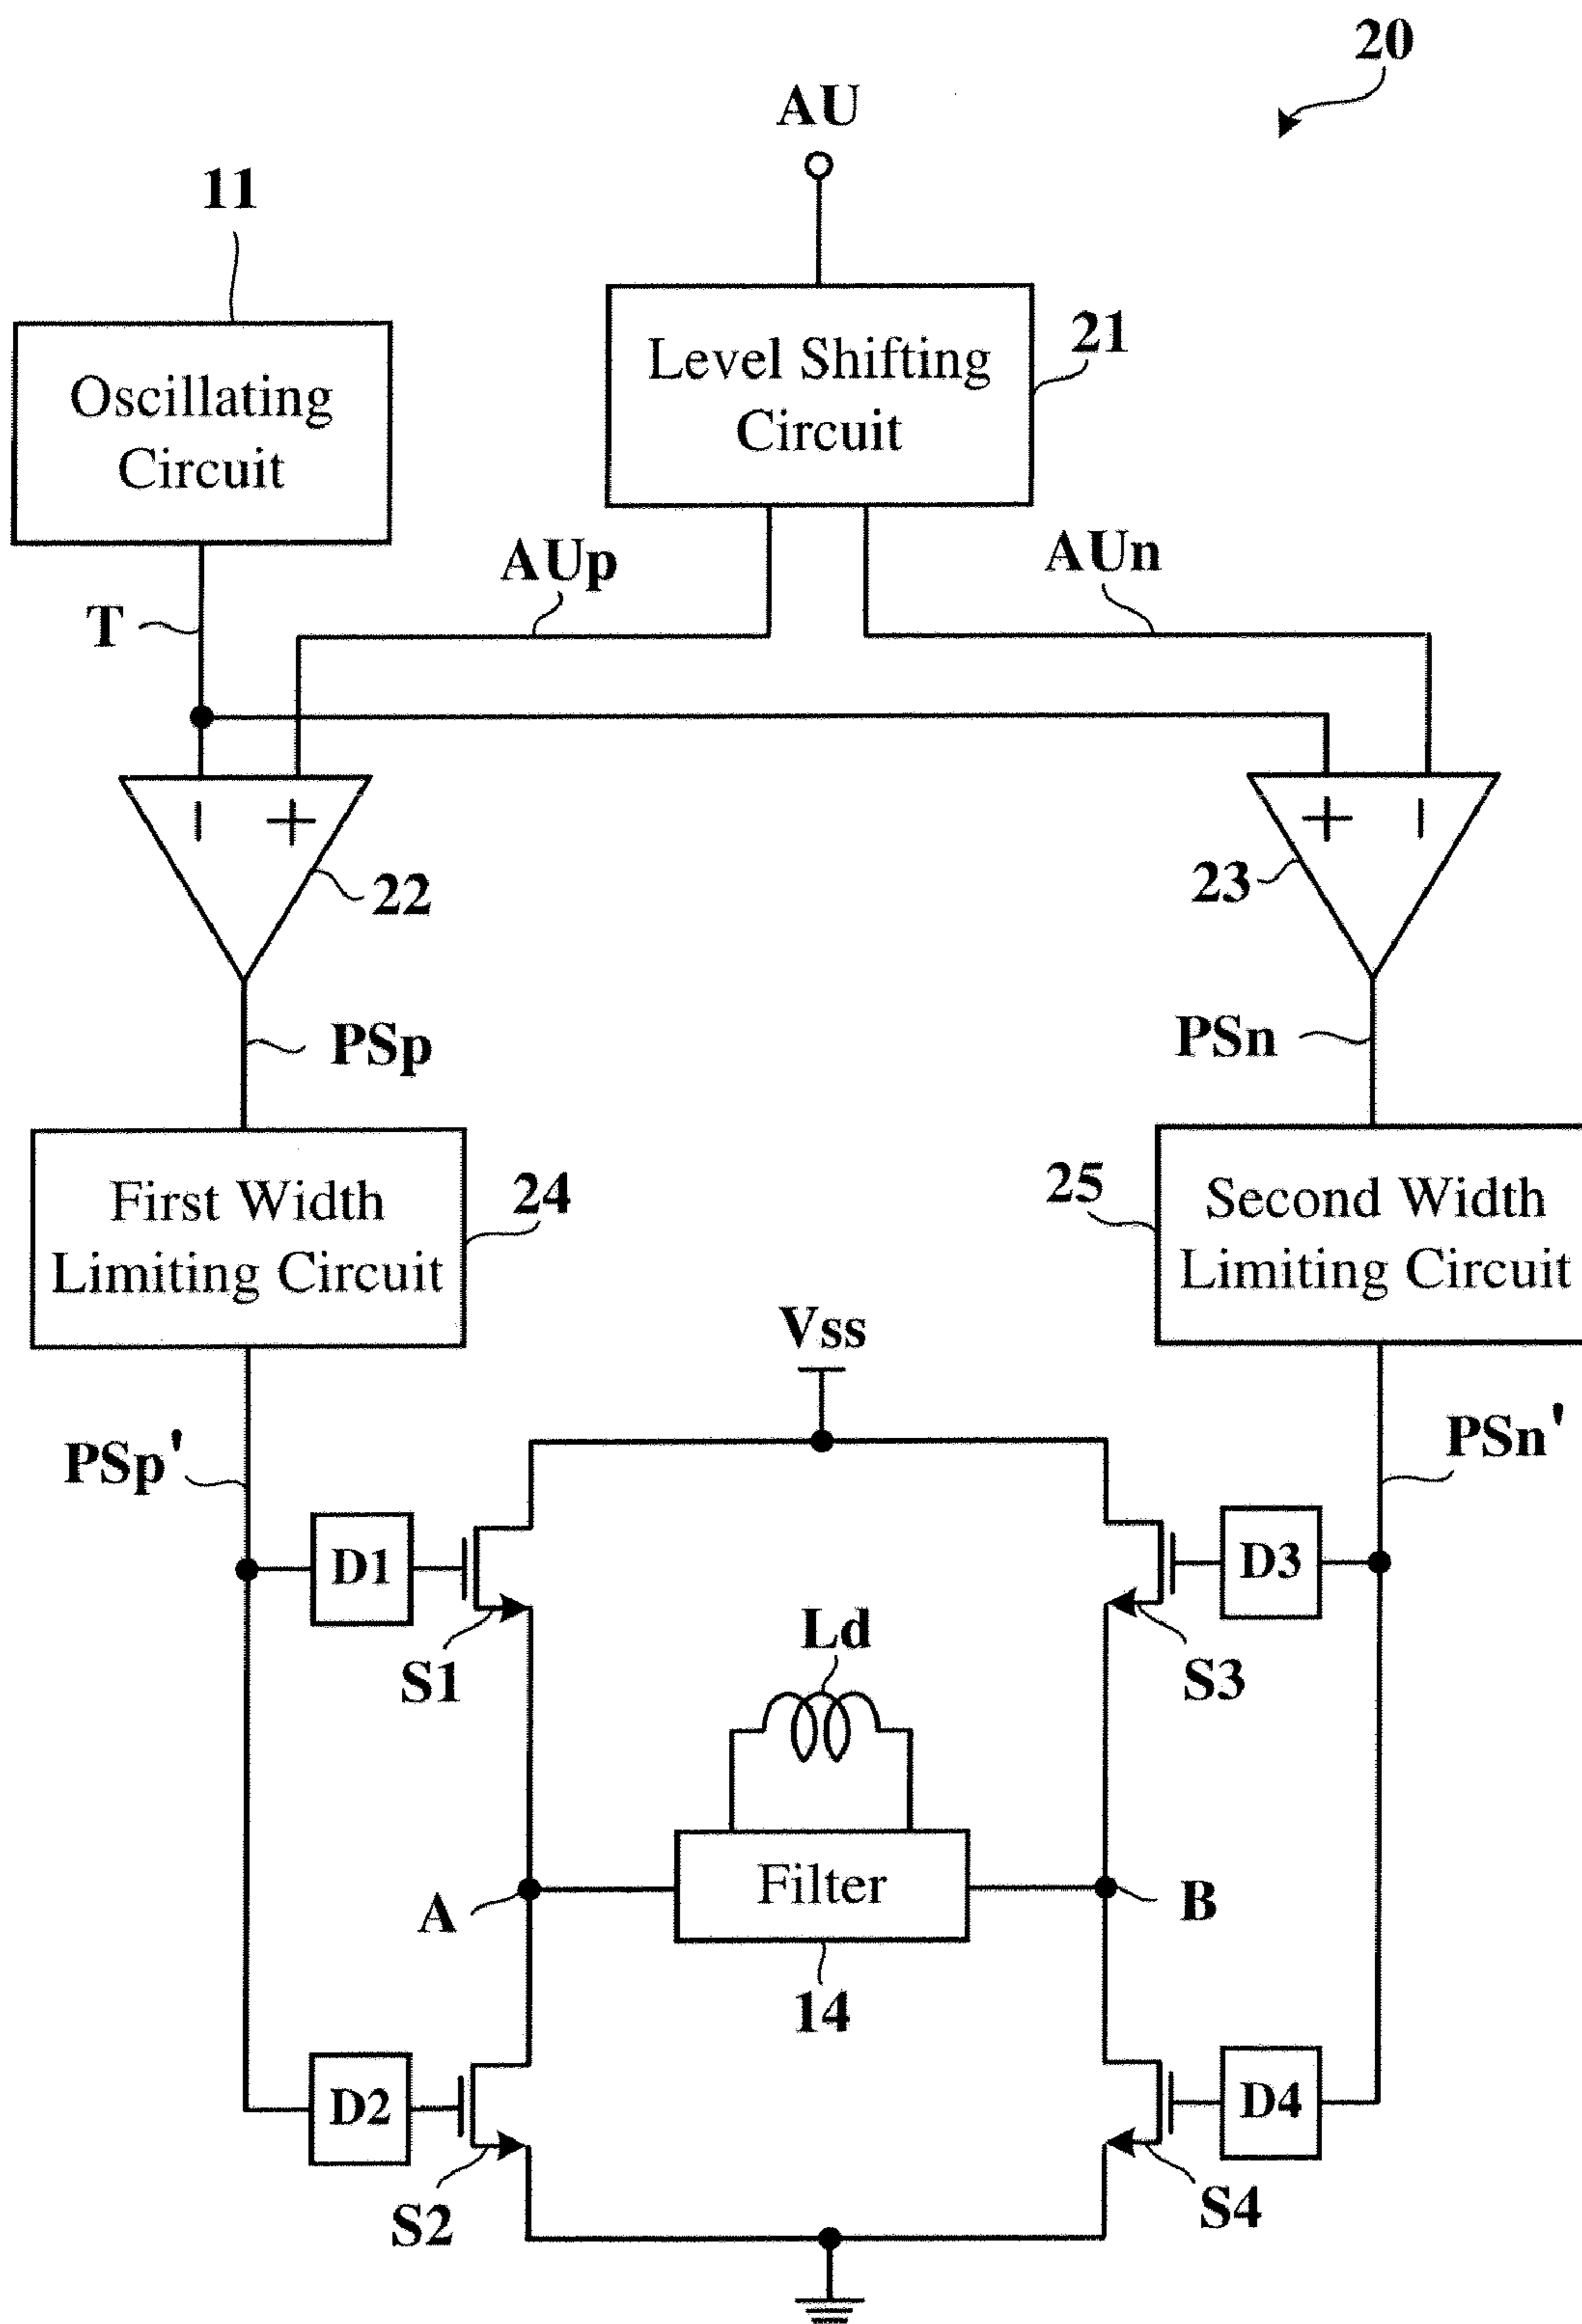 20
AU
11
Oscillating
Circuit
Level Shifting
Circuit
21
AUp
AUn
T
− +
+ −
22
23
PSp
PSn
First Width
Limiting Circuit
24
25
Second Width
Limiting Circuit
Vss
PSp'
PSn'
D1
D3
S1
Ld
S3
A
Filter
B
14
D2
D4
S2
S4